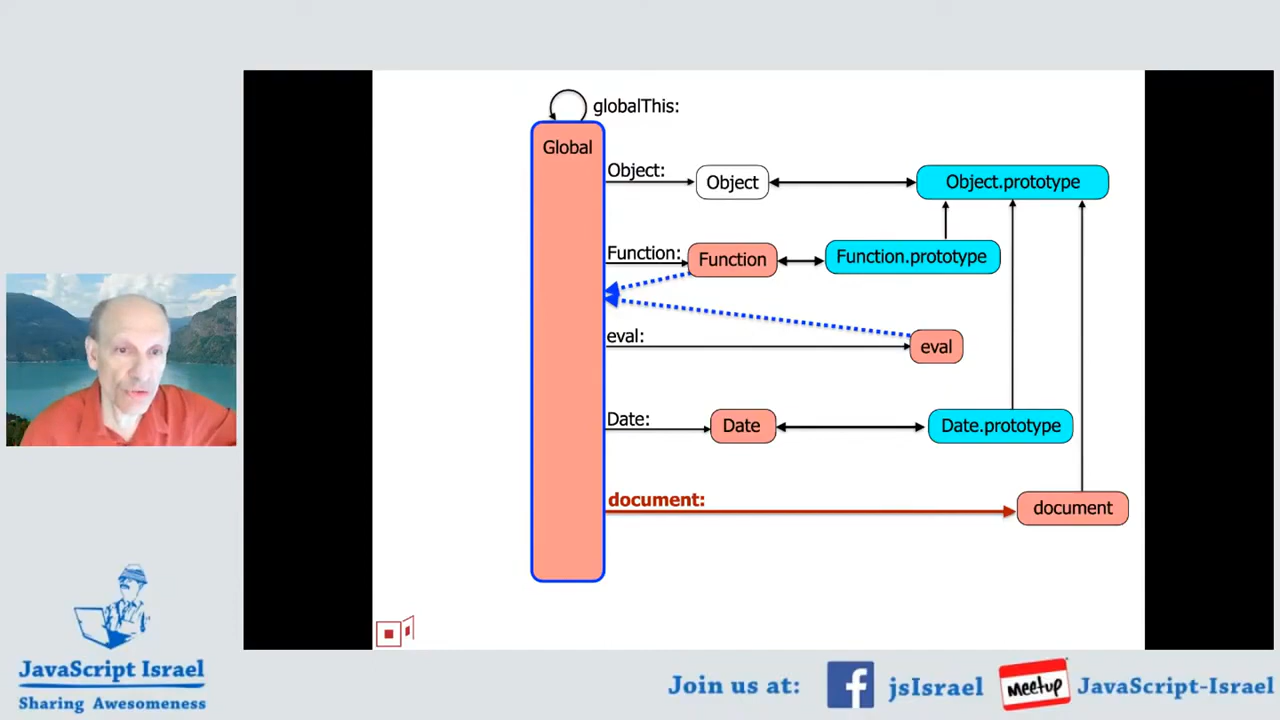 globalThis:
Global
Object:
Object
Object.prototype
Function:
Function
Function.prototype
eval:
eval
Date:
Date
Date.prototype
document:
document
JavaScript Israel
Sharing Awesomeness
Join us at:
f
jsIsrael
meetup
JavaScript-Israel